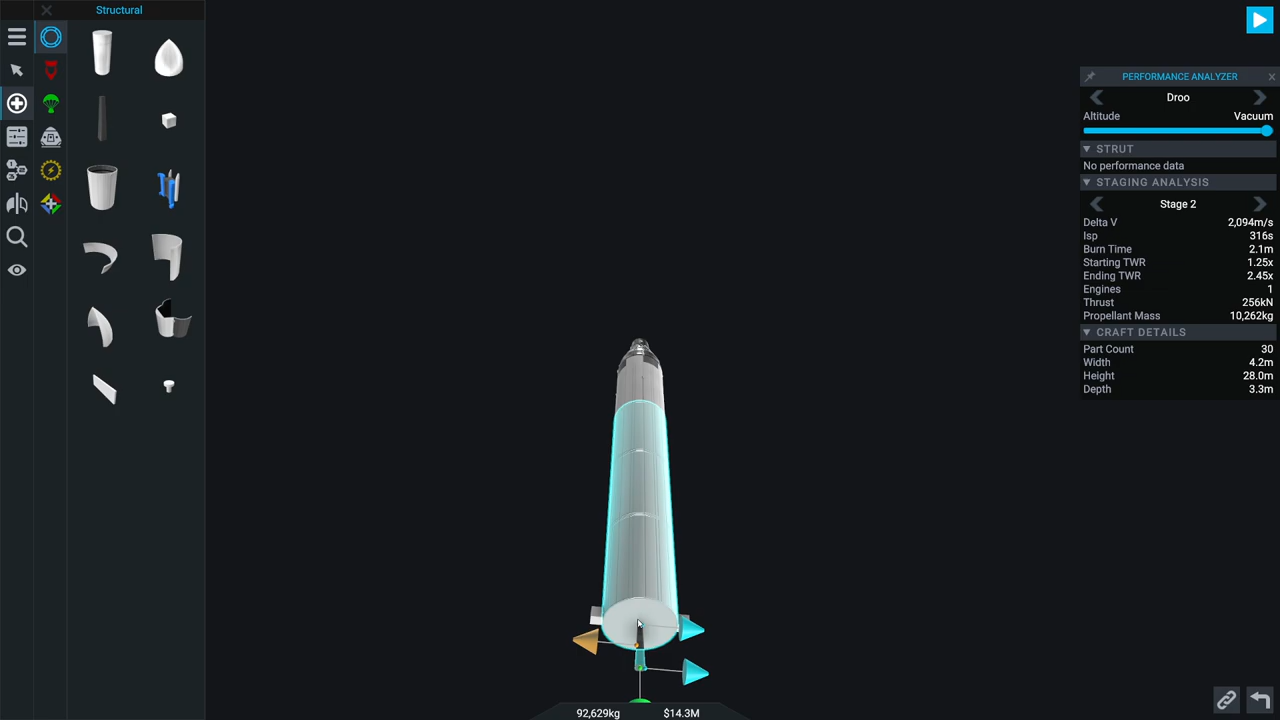 Structural
PERFORMANCE ANALYZER
Droo
Altitude Vacuum
STRUT
No performance data
STAGING ANALYSIS
Stage 2
Delta V 2,094m/s
Isp 316s
Burn Time 2.1m
Starting TWR 1.25x
Ending TWR 2.45x
Engines 1
Thrust 256kN
Propellant Mass 10,262kg
CRAFT DETAILS
Part Count 30
Width 4.2m
Height 28.0m
Depth 3.3m
92,629kg $14.3M